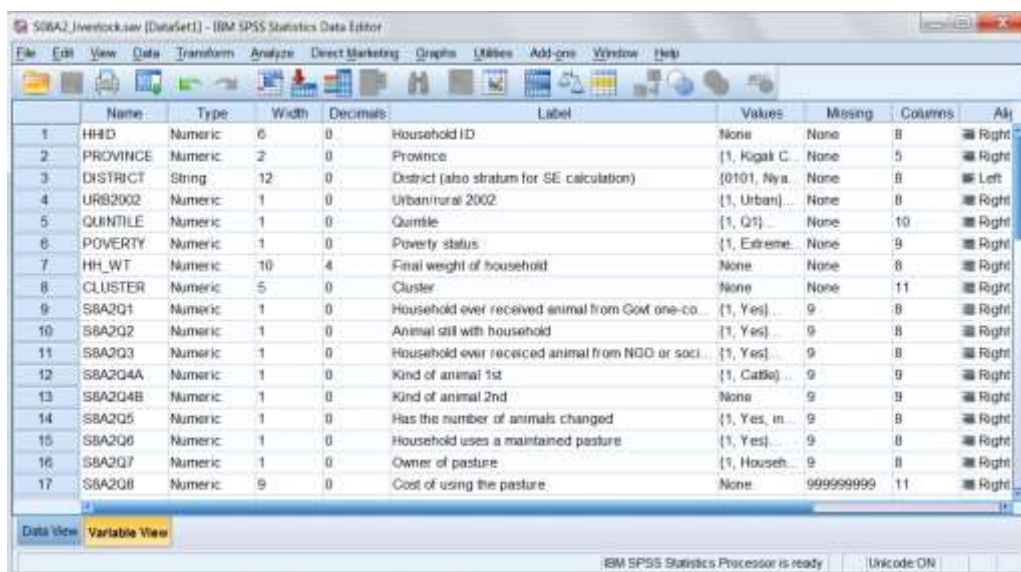 S08A2_livestock.sav [DataSet1] - IBM SPSS Statistics Data Editor
File Edit View Data Transform Analyze Direct Marketing Graphs Utilities Add-ons Window Help
Name Type Width Decimals Label Values Missing Columns Ali
1 HHID Numeric 6 0 Household ID None None 8 Right
2 PROVINCE Numeric 2 0 Province {1, Kigali C... None 5 Right
3 DISTRICT String 12 0 District (also stratum for SE calculation) {0101, Nya... None 8 Left
4 URB2002 Numeric 1 0 Urban/rural 2002 {1, Urban}... None 8 Right
5 QUINTILE Numeric 1 0 Quintile {1, Q1}... None 10 Right
6 POVERTY Numeric 1 0 Poverty status {1, Extreme... None 9 Right
7 HH_WT Numeric 10 4 Final weight of household None None 8 Right
8 CLUSTER Numeric 5 0 Cluster None None 11 Right
9 S8A2Q1 Numeric 1 0 Household ever received animal from Govt one-co... {1, Yes}... 9 8 Right
10 S8A2Q2 Numeric 1 0 Animal still with household {1, Yes}... 9 8 Right
11 S8A2Q3 Numeric 1 0 Household ever receiced animal from NGO or soci... {1, Yes}... 9 8 Right
12 S8A2Q4A Numeric 1 0 Kind of animal 1st {1, Cattle}... 9 9 Right
13 S8A2Q4B Numeric 1 0 Kind of animal 2nd None 9 9 Right
14 S8A2Q5 Numeric 1 0 Has the number of animals changed {1, Yes, in... 9 8 Right
15 S8A2Q6 Numeric 1 0 Household uses a maintained pasture {1, Yes}... 9 8 Right
16 S8A2Q7 Numeric 1 0 Owner of pasture {1, Househ... 9 8 Right
17 S8A2Q8 Numeric 9 0 Cost of using the pasture None 999999999 11 Right
Data View Variable View
IBM SPSS Statistics Processor is ready Unicode:ON